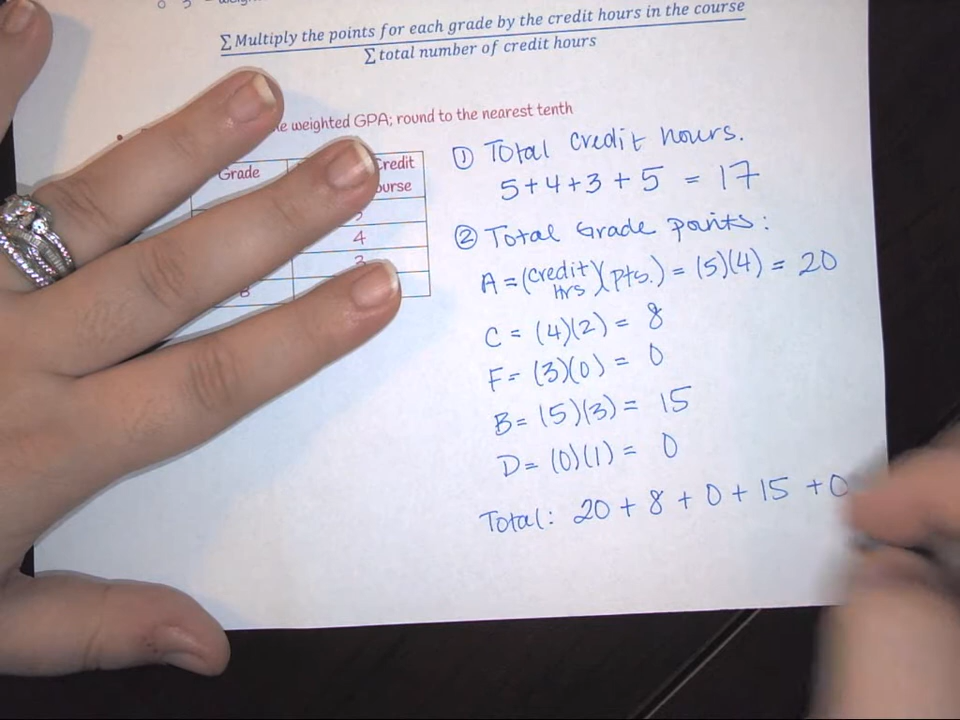 ∑ Multiply the points for each grade by the credit hours in the course
∑ total number of credit hours
weighted GPA; round to the nearest tenth
Grade
Credit
4
B
① Total credit hours.
5+4+3+5 = 17
② Total Grade points:
A = (credit hrs)(pts.) = (5)(4) = 20
C = (4)(2) = 8
F = (3)(0) = 0
B = (5)(3) = 15
D = (0)(1) = 0
Total: 20 + 8 + 0 + 15 + 0